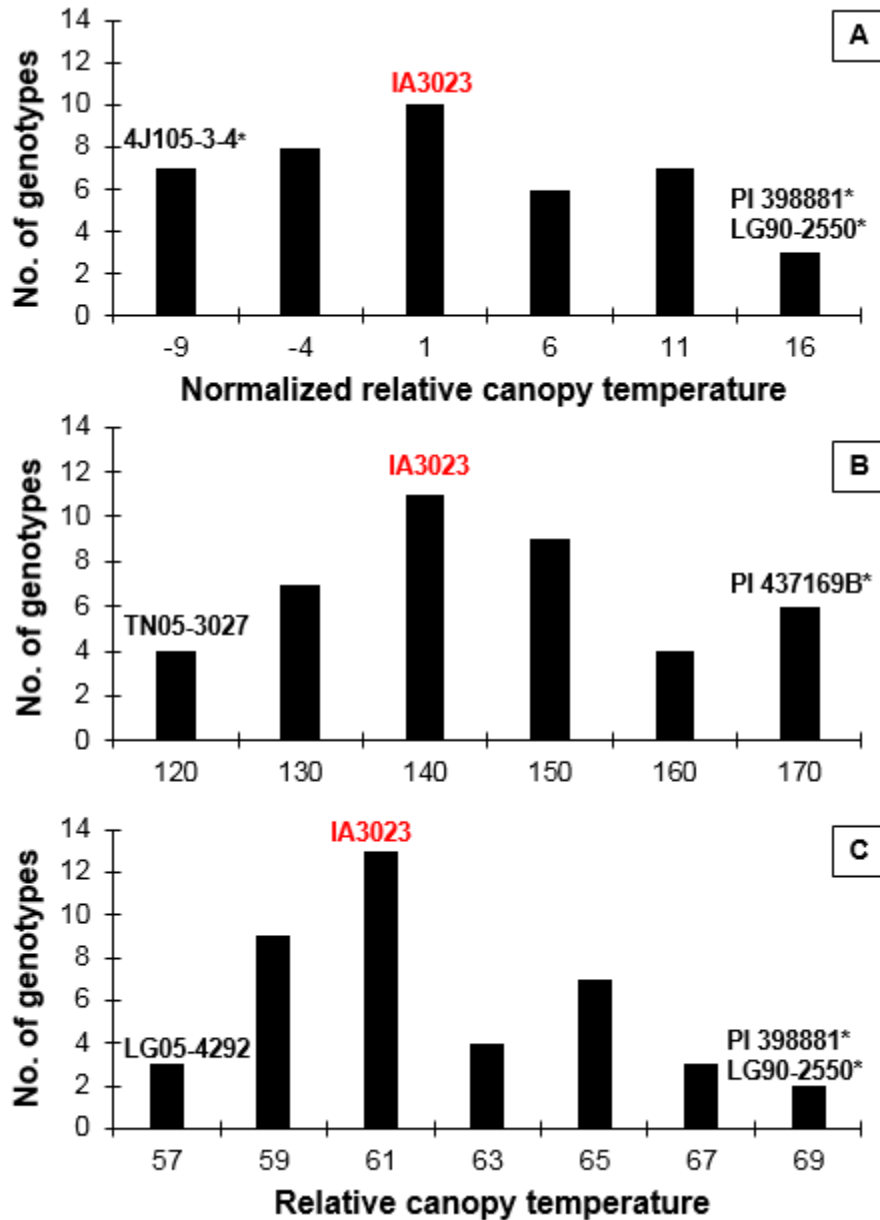 A
No. of genotypes
14
12
10
8
6
4
2
0
4J105-3-4*
IA3023
PI 398881*
LG90-2550*
-9 -4 1 6 11 16
Normalized relative canopy temperature
B
No. of genotypes
14
12
10
8
6
4
2
0
TN05-3027
IA3023
PI 437169B*
120 130 140 150 160 170
C
No. of genotypes
14
12
10
8
6
4
2
0
LG05-4292
IA3023
PI 398881*
LG90-2550*
57 59 61 63 65 67 69
Relative canopy temperature